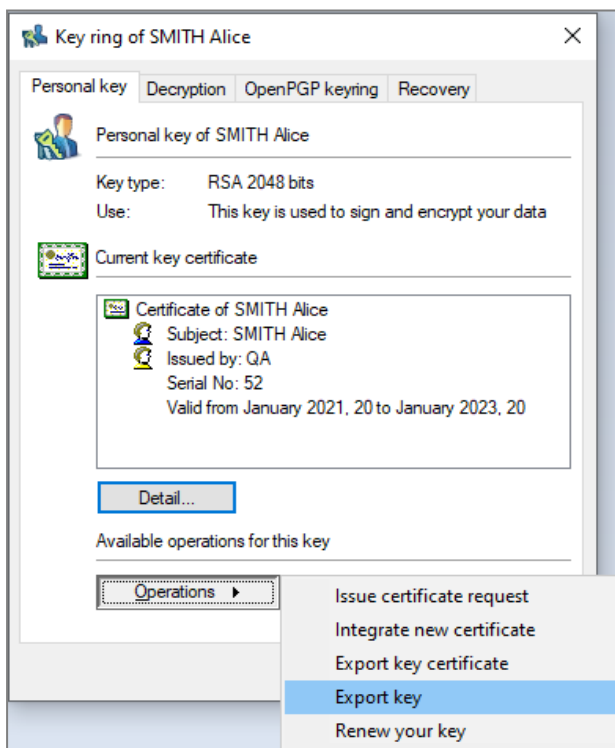 Key ring of SMITH Alice
Personal key Decryption OpenPGP keyring Recovery
Personal key of SMITH Alice
Key type: RSA 2048 bits
Use: This key is used to sign and encrypt your data
Current key certificate
Certificate of SMITH Alice
Subject: SMITH Alice
Issued by: QA
Serial No: 52
Valid from January 2021, 20 to January 2023, 20
Detail...
Available operations for this key
Operations
Issue certificate request
Integrate new certificate
Export key certificate
Export key
Renew your key